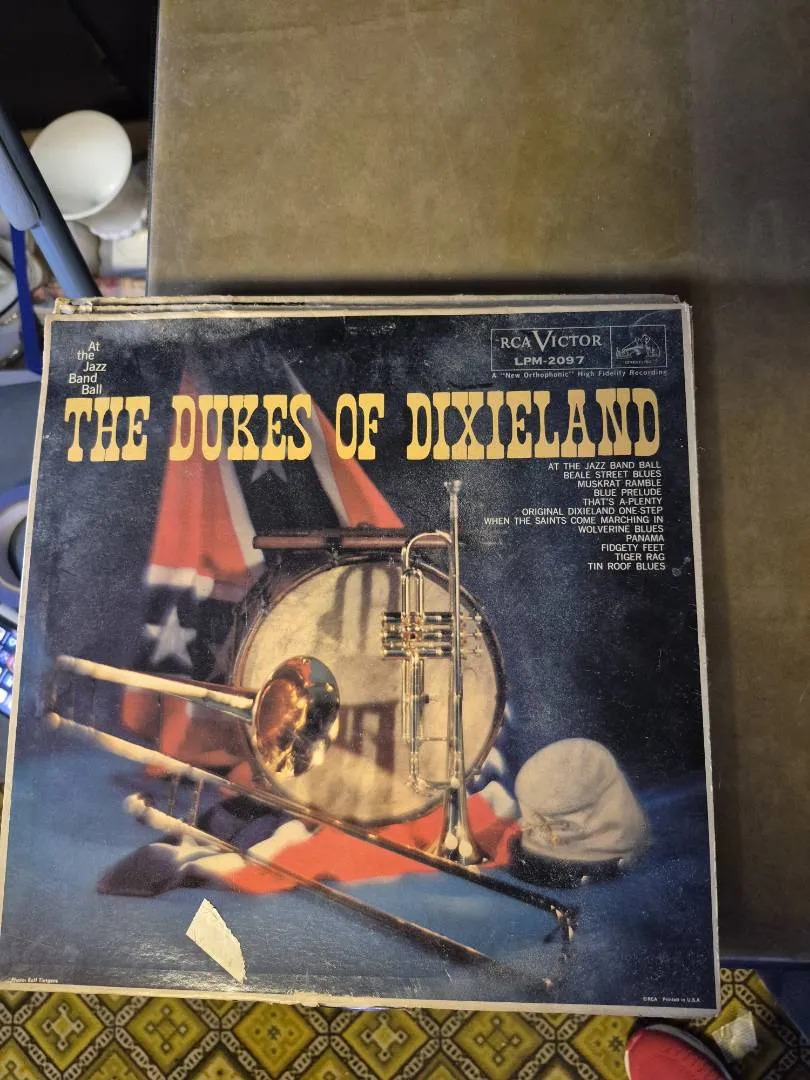 At
the
Jazz
Band
Ball
RCA VICTOR
LPM-2097
A "New Orthophonic" High Fidelity Recording
THE DUKES OF DIXIELAND
AT THE JAZZ BAND BALL
BEALE STREET BLUES
MUSKRAT RAMBLE
BLUE PRELUDE
THAT'S A-PLENTY
ORIGINAL DIXIELAND ONE-STEP
WHEN THE SAINTS COME MARCHING IN
WOLVERINE BLUES
PANAMA
FIDGETY FEET
TIGER RAG
TIN ROOF BLUES
©RCA Printed in U.S.A.